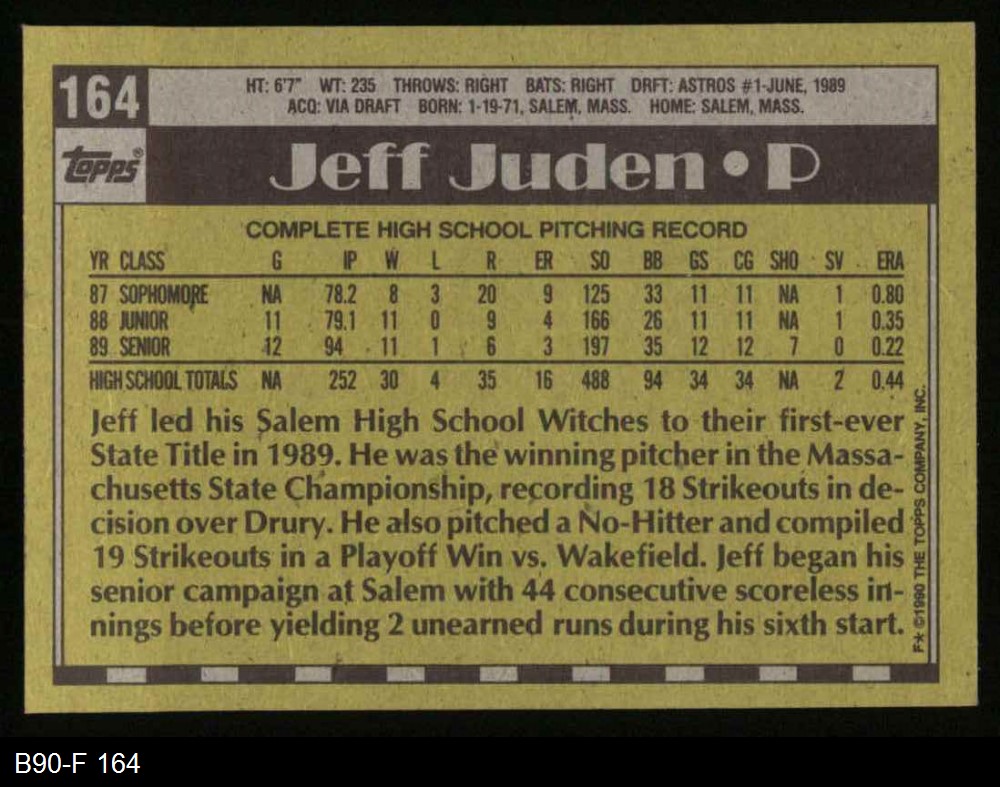 164
HT: 6'7" WT: 235 THROWS: RIGHT BATS: RIGHT DRFT: ASTROS #1-JUNE, 1989
ACQ: VIA DRAFT BORN: 1-19-71, SALEM, MASS. HOME: SALEM, MASS.
TOPPS®
Jeff Juden • P
COMPLETE HIGH SCHOOL PITCHING RECORD
YR CLASS G IP W L R ER SO BB GS CG SHO SV ERA
87 SOPHOMORE NA 78.2 8 3 20 9 125 33 11 11 NA 1 0.80
88 JUNIOR 11 79.1 11 0 9 4 166 26 11 11 NA 1 0.35
89 SENIOR 12 94 11 1 6 3 197 35 12 12 7 0 0.22
HIGH SCHOOL TOTALS NA 252 30 4 35 16 488 94 34 34 NA 2 0.44
Jeff led his Salem High School Witches to their first-ever
State Title in 1989. He was the winning pitcher in the Massa-
chusetts State Championship, recording 18 Strikeouts in de-
cision over Drury. He also pitched a No-Hitter and compiled
19 Strikeouts in a Playoff Win vs. Wakefield. Jeff began his
senior campaign at Salem with 44 consecutive scoreless in-
nings before yielding 2 unearned runs during his sixth start.
F★ ©1990 THE TOPPS COMPANY, INC.
B90-F 164